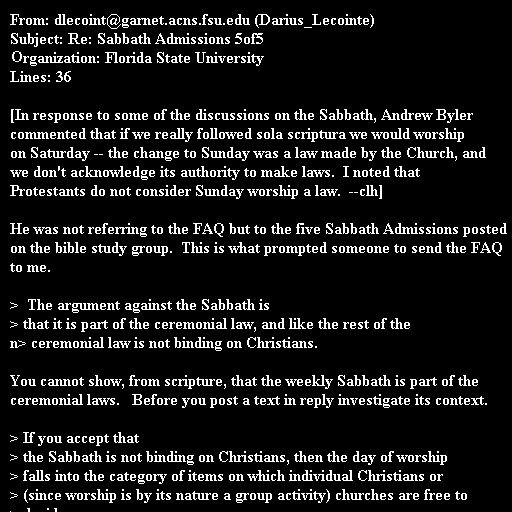 From: dlecoint@garnet.acns.fsu.edu (Darius_Lecointe)
Subject: Re: Sabbath Admissions 5of5
Organization: Florida State University
Lines: 36

[In response to some of the discussions on the Sabbath, Andrew Byler
commented that if we really followed sola scriptura we would worship
on Saturday -- the change to Sunday was a law made by the Church, and
we don't acknowledge its authority to make laws.  I noted that
Protestants do not consider Sunday worship a law.  --clh]

He was not referring to the FAQ but to the five Sabbath Admissions posted
on the bible study group.  This is what prompted someone to send the FAQ
to me.

>  The argument against the Sabbath is
> that it is part of the ceremonial law, and like the rest of the
n> ceremonial law is not binding on Christians.

You cannot show, from scripture, that the weekly Sabbath is part of the
ceremonial laws.   Before you post a text in reply investigate its context.

> If you accept that
> the Sabbath is not binding on Christians, then the day of worship
> falls into the category of items on which individual Christians or
> (since worship is by its nature a group activity) churches are free to